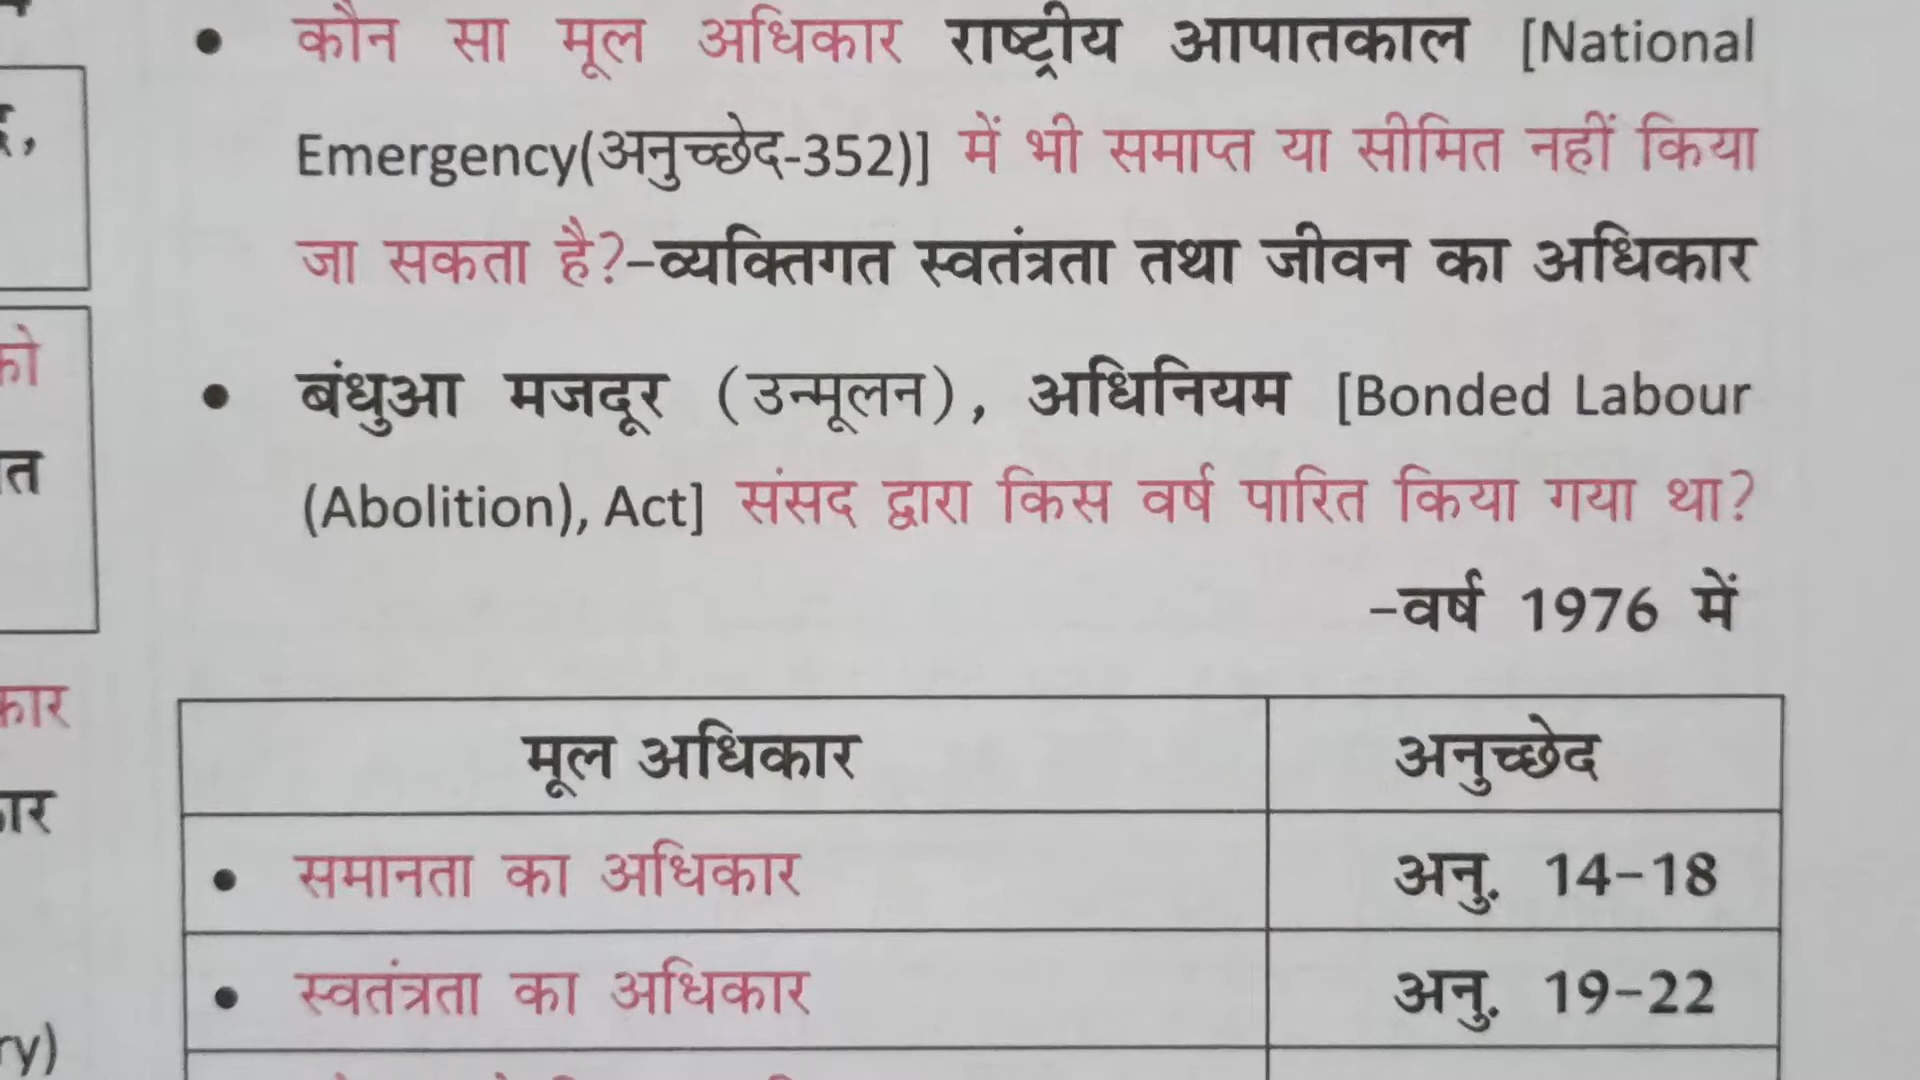 • कौन सा मूल अधिकार राष्ट्रीय आपातकाल [National
Emergency(अनुच्छेद-352)] में भी समाप्त या सीमित नहीं किया
जा सकता है?-व्यक्तिगत स्वतंत्रता तथा जीवन का अधिकार
• बंधुआ मजदूर (उन्मूलन), अधिनियम [Bonded Labour
(Abolition), Act] संसद द्वारा किस वर्ष पारित किया गया था?
-वर्ष 1976 में
मूल अधिकार अनुच्छेद
• समानता का अधिकार अनु. 14-18
• स्वतंत्रता का अधिकार अनु. 19-22